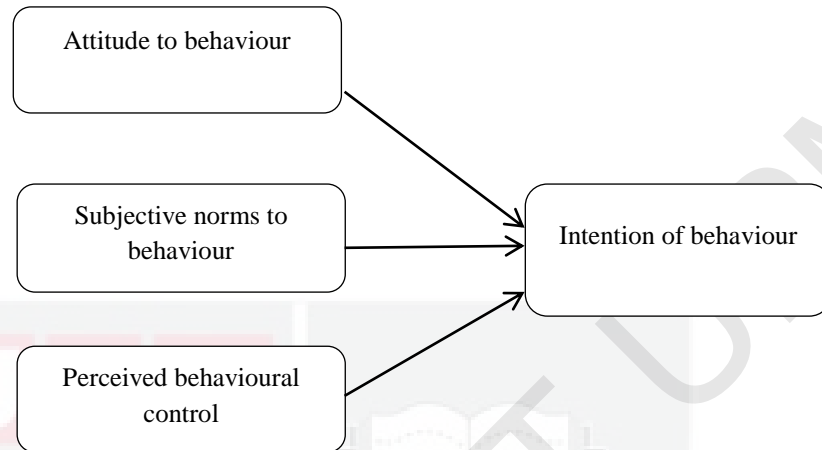 Attitude to behaviour
Subjective norms to
behaviour
Intention of behaviour
Perceived behavioural
control